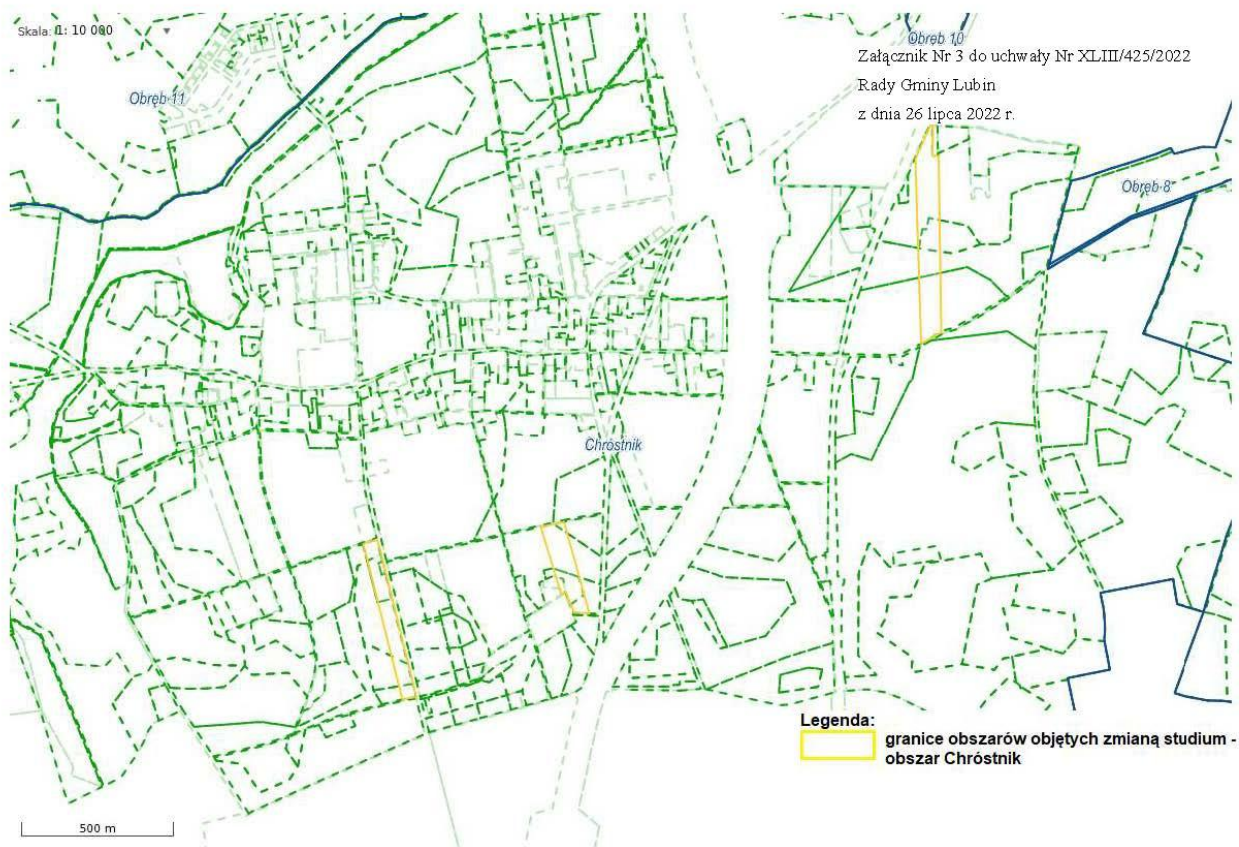 Skala: 1: 10 000
Obręb 10
Załącznik Nr 3 do uchwały Nr XLIII/425/2022
Rady Gminy Lubin
z dnia 26 lipca 2022 r.
Obręb 11
Obręb 8
Chróstnik
Legenda:
granice obszarów objętych zmianą studium -
obszar Chróstnik
500 m